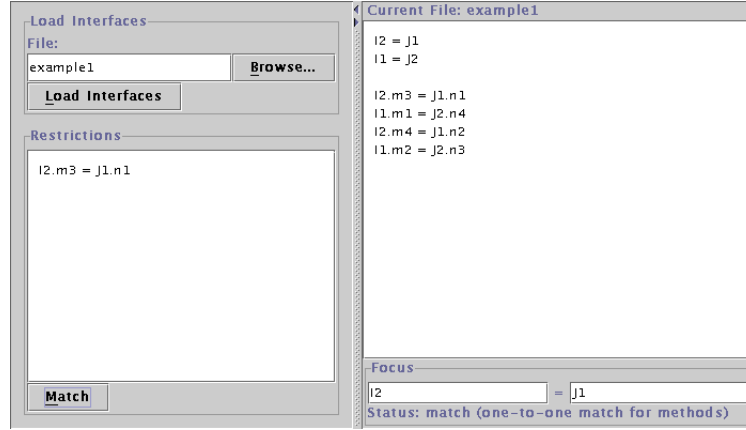 Load Interfaces
File:
example1
Browse...
Load Interfaces
Restrictions
I2.m3 = J1.n1
Match
Current File: example1
I2 = J1
I1 = J2
I2.m3 = J1.n1
I1.m1 = J2.n4
I2.m4 = J1.n2
I1.m2 = J2.n3
Focus
I2 = J1
Status: match (one-to-one match for methods)